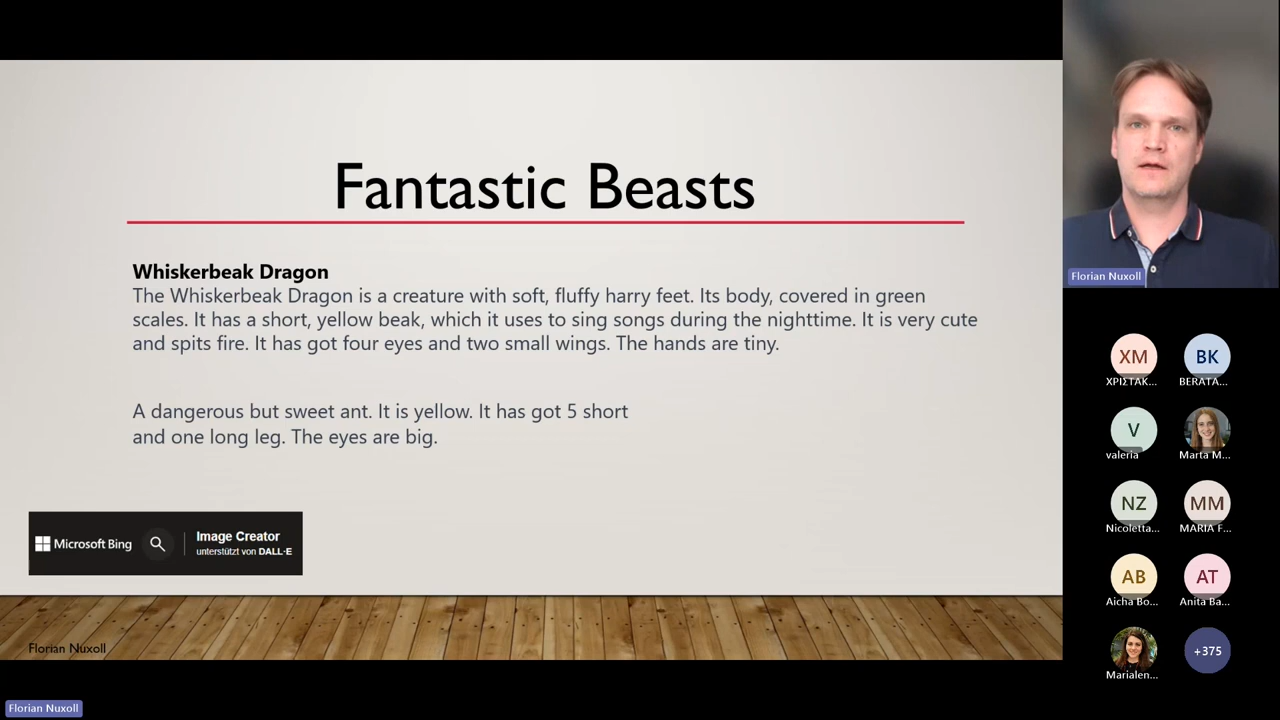 Fantastic Beasts
Whiskerbeak Dragon
The Whiskerbeak Dragon is a creature with soft, fluffy harry feet. Its body, covered in green
scales. It has a short, yellow beak, which it uses to sing songs during the nighttime. It is very cute
and spits fire. It has got four eyes and two small wings. The hands are tiny.
A dangerous but sweet ant. It is yellow. It has got 5 short
and one long leg. The eyes are big.
Microsoft Bing
Image Creator
unterstützt von DALL·E
Florian Nuxoll
Florian Nuxoll
Florian Nuxoll
XM
ΧΡΙΣΤΑΚ...
BK
BERATA...
V
valeria
Marta M...
NZ
Nicoletta...
MM
MARIA F...
AB
Aicha Bo...
AT
Anita Ba...
Marialen...
+375